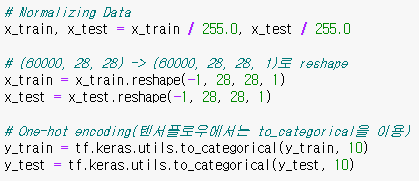 # Normalizing Data
x_train, x_test = x_train / 255.0, x_test / 255.0
# (60000, 28, 28) -> (60000, 28, 28, 1)로 reshape
x_train = x_train.reshape(-1, 28, 28, 1)
x_test = x_test.reshape(-1, 28, 28, 1)
# One-hot encoding(텐서플로우에서는 to_categorical을 이용)
y_train = tf.keras.utils.to_categorical(y_train, 10)
y_test = tf.keras.utils.to_categorical(y_test, 10)